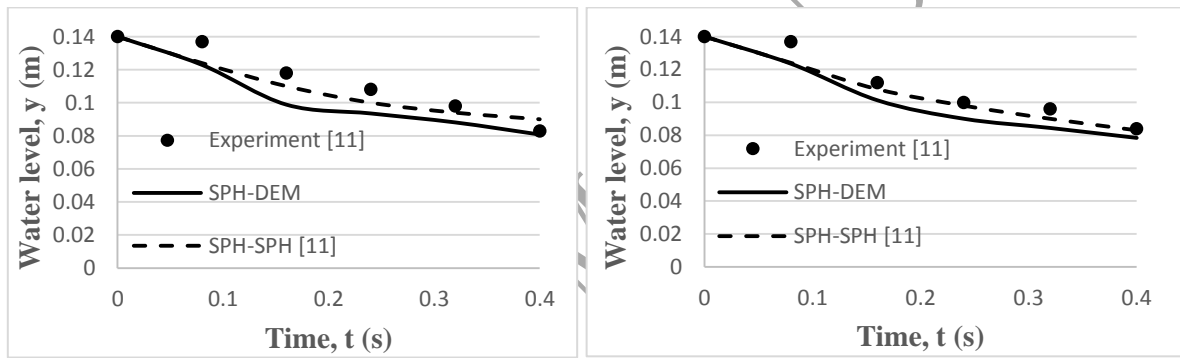 Water level, y (m)
0.14
0.12
0.1
0.08
0.06
0.04
0.02
0
Experiment [11]
SPH-DEM
SPH-SPH [11]
0 0.1 0.2 0.3 0.4
Time, t (s)
Water level, y (m)
0.14
0.12
0.1
0.08
0.06
0.04
0.02
0
Experiment [11]
SPH-DEM
SPH-SPH [11]
0 0.1 0.2 0.3 0.4
Time, t (s)